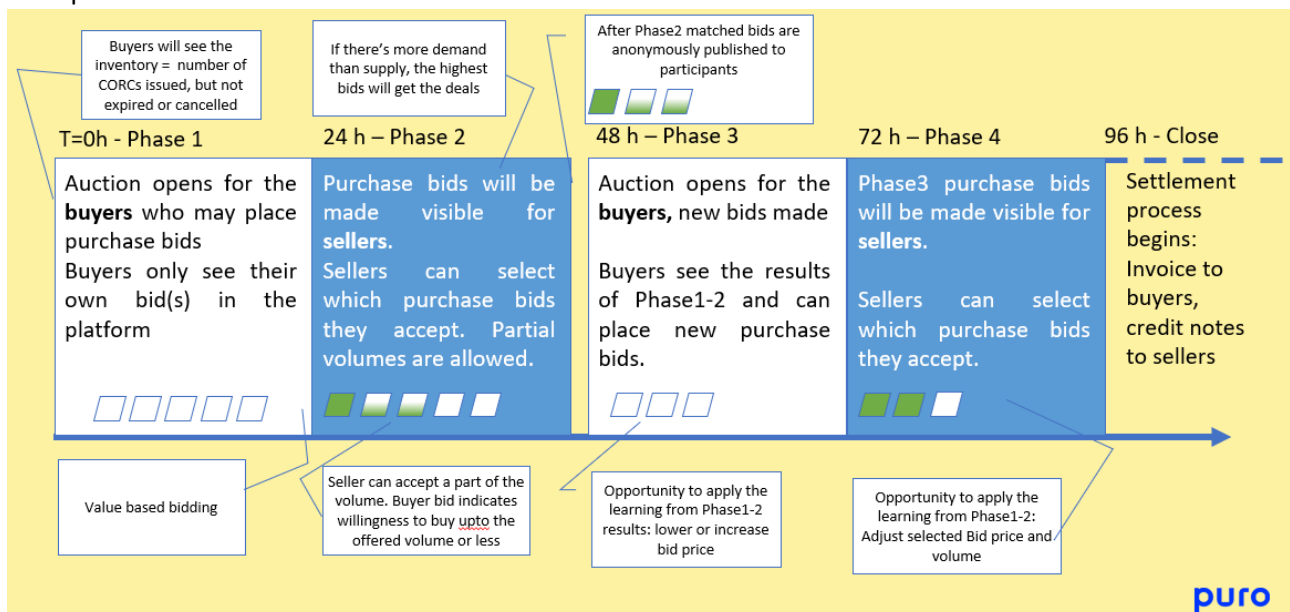 Buyers will see the
inventory = number of
CORCs issued, but not
expired or cancelled
If there's more demand
than supply, the highest
bids will get the deals
After Phase2 matched bids are
anonymously published to
participants
T=0h - Phase 1
24 h – Phase 2
48 h – Phase 3
72 h – Phase 4
96 h - Close
Auction opens for the
buyers who may place
purchase bids
Buyers only see their
own bid(s) in the
platform
Purchase bids will be
made visible for
sellers.
Sellers can select
which purchase bids
they accept. Partial
volumes are allowed.
Auction opens for the
buyers, new bids made
Buyers see the results
of Phase1-2 and can
place new purchase
bids.
Phase3 purchase bids
will be made visible for
sellers.
Sellers can select
which purchase bids
they accept.
Settlement
process
begins:
Invoice to
buyers,
credit notes
to sellers
Value based bidding
Seller can accept a part of the
volume. Buyer bid indicates
willingness to buy upto the
offered volume or less
Opportunity to apply the
learning from Phase1-2
results: lower or increase
bid price
Opportunity to apply the
learning from Phase1-2:
Adjust selected Bid price and
volume
puro